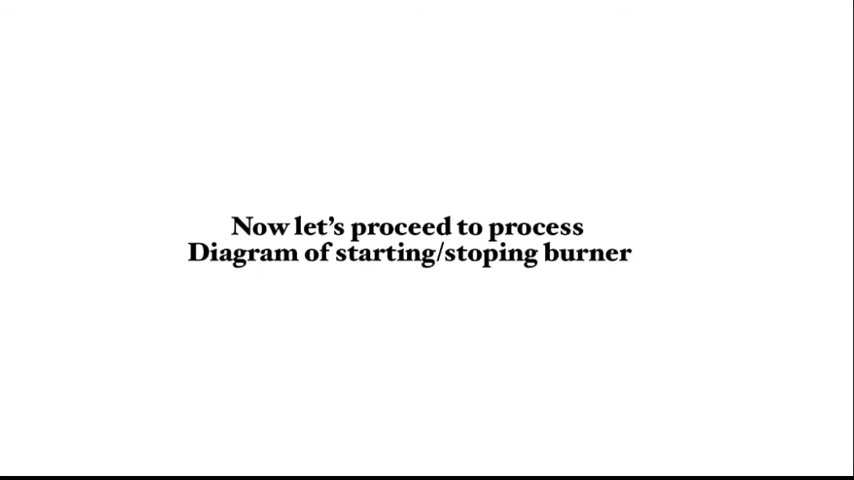 Now let's proceed to process
Diagram of starting/stoping burner